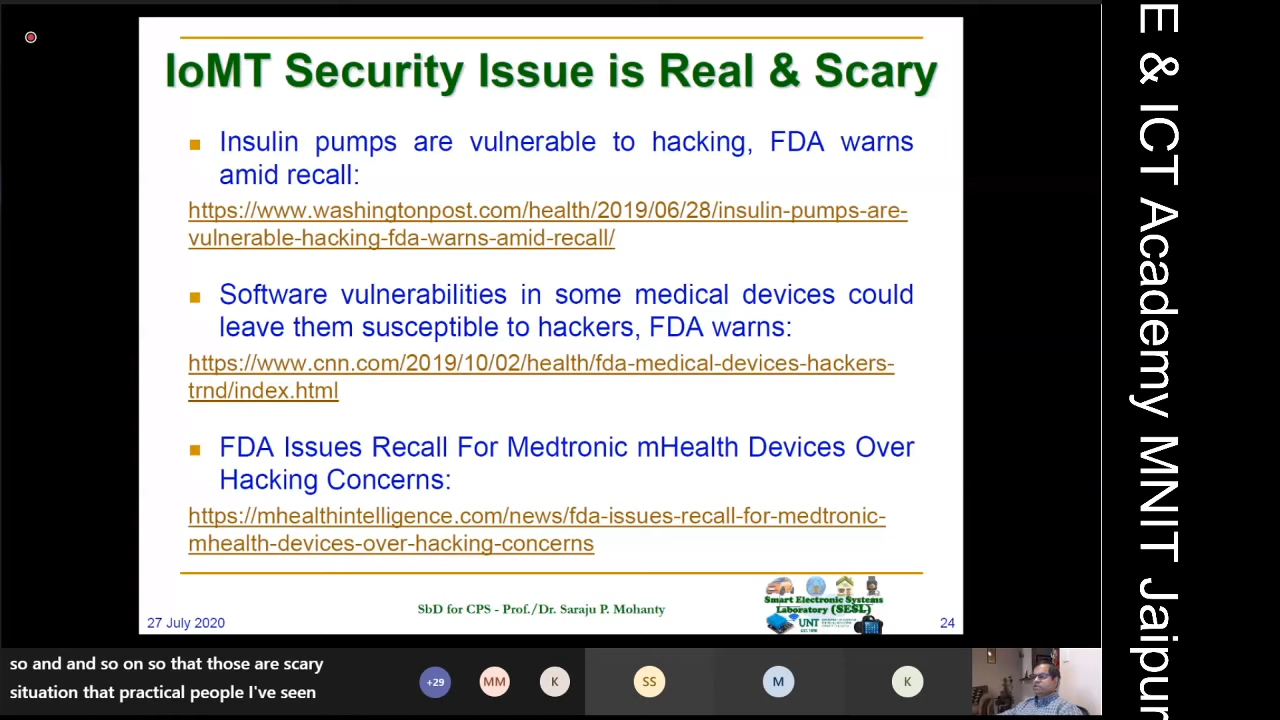 IoMT Security Issue is Real & Scary
Insulin pumps are vulnerable to hacking, FDA warns
amid recall:
https://www.washingtonpost.com/health/2019/06/28/insulin-pumps-are-
vulnerable-hacking-fda-warns-amid-recall/
Software vulnerabilities in some medical devices could
leave them susceptible to hackers, FDA warns:
https://www.cnn.com/2019/10/02/health/fda-medical-devices-hackers-
trnd/index.html
FDA Issues Recall For Medtronic mHealth Devices Over
Hacking Concerns:
https://mhealthintelligence.com/news/fda-issues-recall-for-medtronic-
mhealth-devices-over-hacking-concerns
27 July 2020
SbD for CPS - Prof./Dr. Saraju P. Mohanty
Smart Electronic Systems
Laboratory (SESL)
UNT
24
so and and so on so that those are scary
situation that practical people I've seen
+29
MM
K
SS
M
K
E & ICT Academy MNIT Jaipur